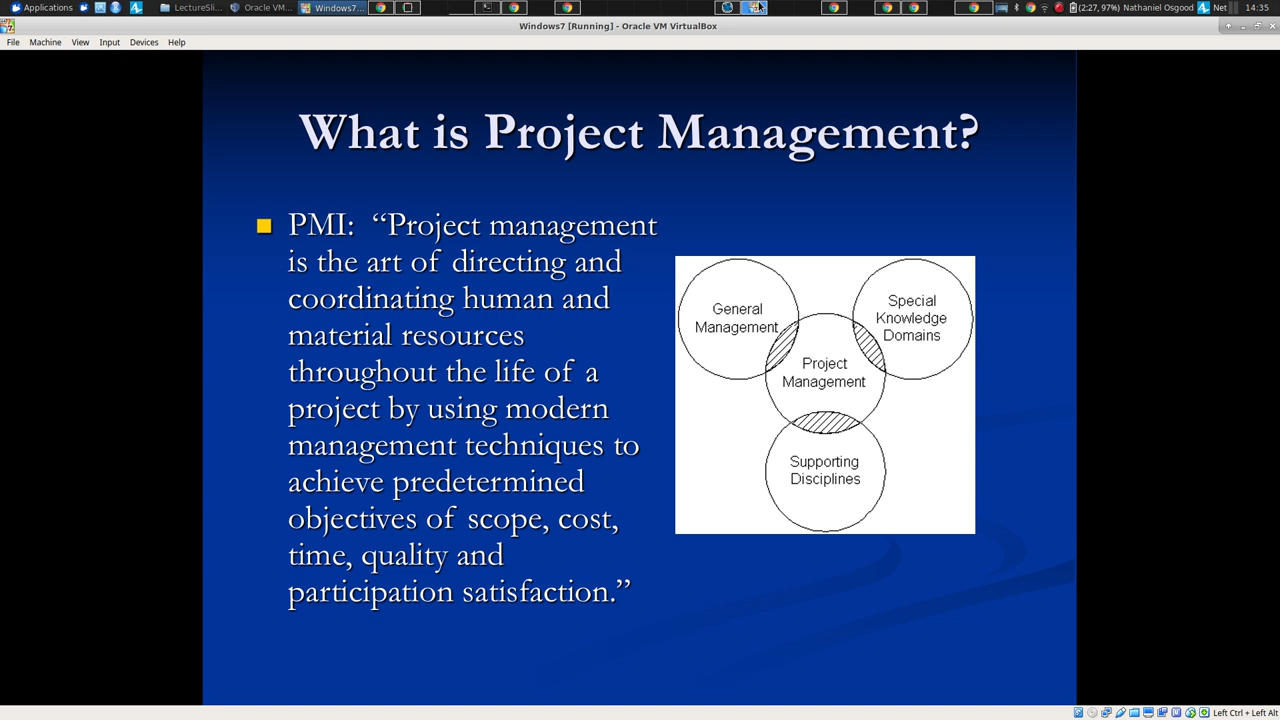 Applications
LectureSli...
Oracle VM...
Windows7...
(2:27, 97%) Nathaniel Osgood
Net
14:35
Windows7 [Running] - Oracle VM VirtualBox
File Machine View Input Devices Help
What is Project Management?
PMI: “Project management
is the art of directing and
coordinating human and
material resources
throughout the life of a
project by using modern
management techniques to
achieve predetermined
objectives of scope, cost,
time, quality and
participation satisfaction.”
General
Management
Special
Knowledge
Domains
Project
Management
Supporting
Disciplines
Left Ctrl + Left Alt